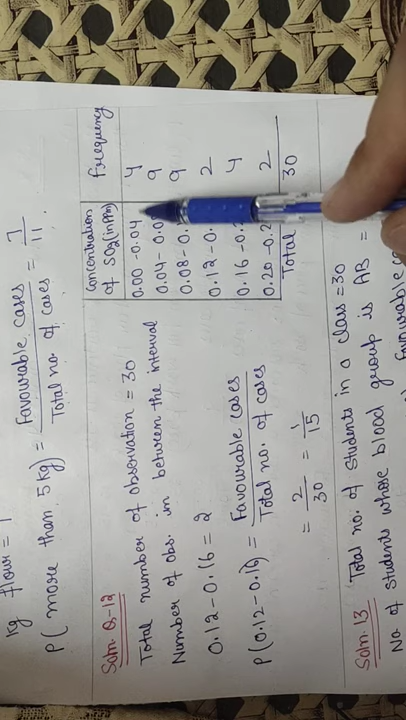 Kg flour = 1
P( more than 5 kg) = Favourable cases / Total no. of cases = 7/11.
Soln. Q-12
Total number of observation = 30
Number of obs. in between the interval
0.12-0.16 = 2
P(0.12-0.16) = Favourable cases / Total no. of cases
= 2/30 = 1/15
Concentration of SO2 (in ppm) Frequency
0.00-0.04 4
0.04-0.0 9
0.08-0. 9
0.12-0. 2
0.16-0. 4
0.20-0.2 2
Total 30
Soln. 13 Total no. of Students in a class = 30
No of students whose blood group is AB =
favourable c